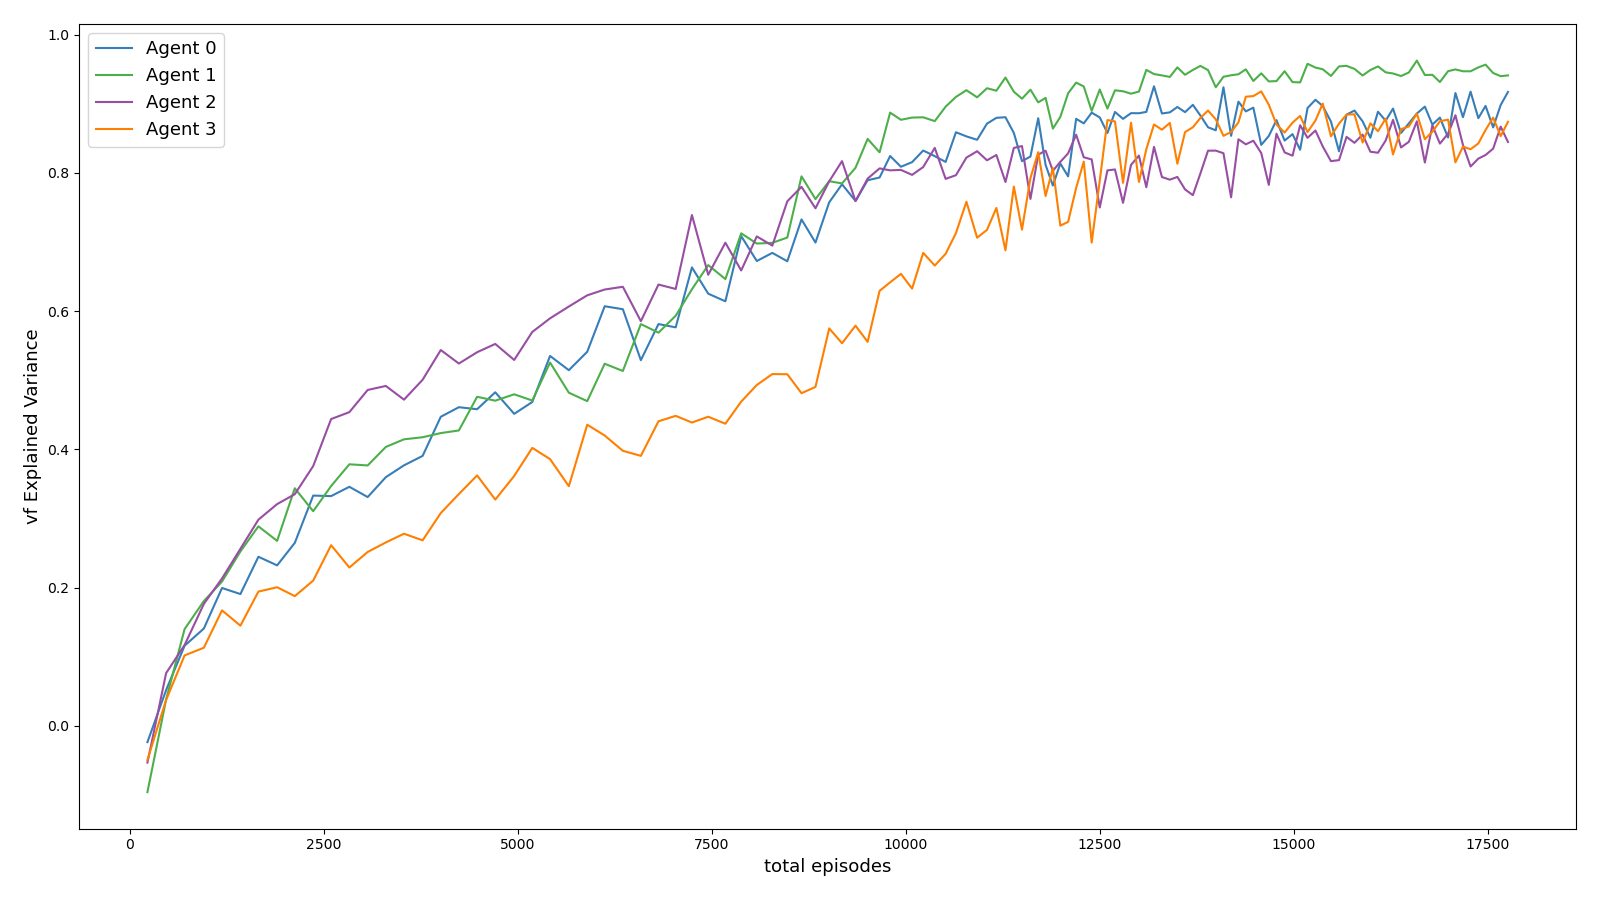 1.0
0.8
0.6
0.4
0.2
0.0
vf Explained Variance
Agent 0
Agent 1
Agent 2
Agent 3
0 2500 5000 7500 10000 12500 15000 17500
total episodes